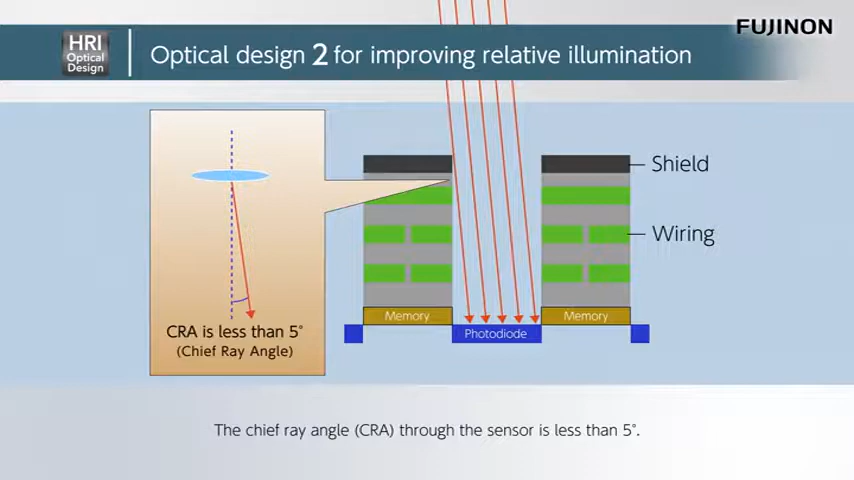 FUJINON
HRI
Optical
Design
Optical design 2 for improving relative illumination
Shield
Wiring
CRA is less than 5°
(Chief Ray Angle)
Memory
Memory
Photodiode
The chief ray angle (CRA) through the sensor is less than 5°.